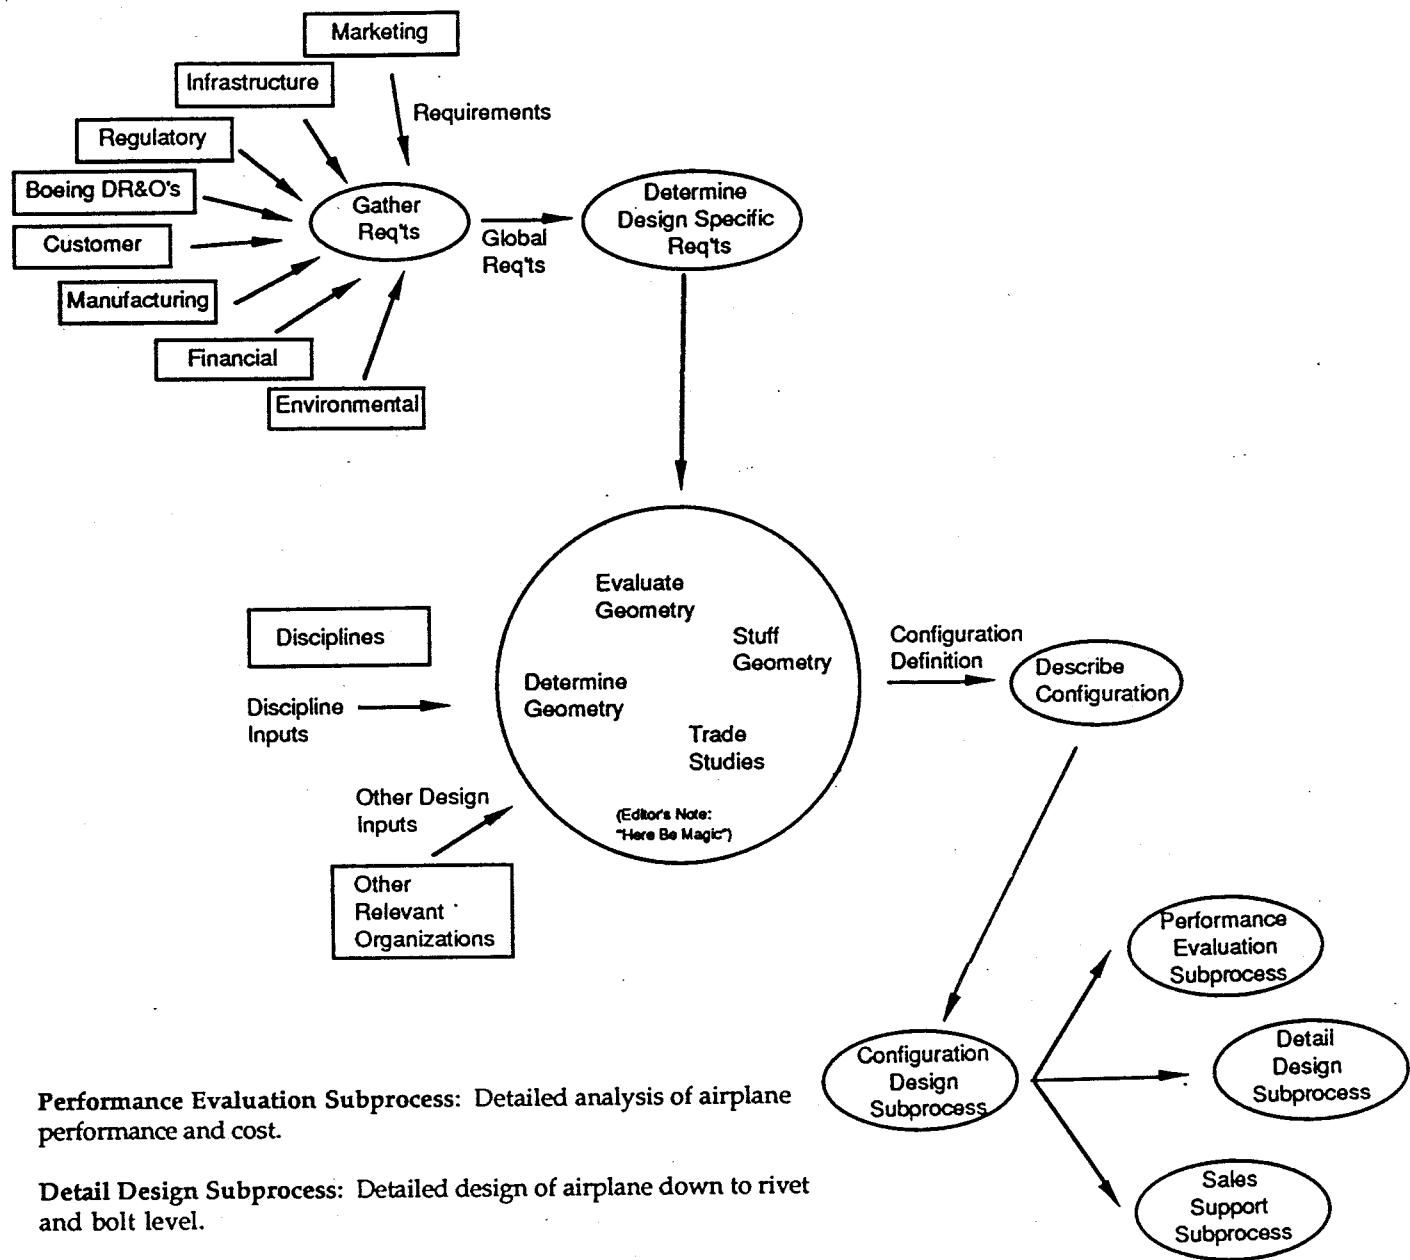 Marketing
Infrastructure
Requirements
Regulatory
Boeing DR&O's
Customer
Manufacturing
Financial
Environmental
Gather
Req'ts
Global
Req'ts
Determine
Design Specific
Req'ts
Evaluate
Geometry
Stuff
Geometry
Determine
Geometry
Trade
Studies
(Editor's Note:
"Here Be Magic")
Disciplines
Discipline
Inputs
Other Design
Inputs
Other
Relevant
Organizations
Configuration
Definition
Describe
Configuration
Configuration
Design
Subprocess
Performance
Evaluation
Subprocess
Detail
Design
Subprocess
Sales
Support
Subprocess
Performance Evaluation Subprocess: Detailed analysis of airplane
performance and cost.
Detail Design Subprocess: Detailed design of airplane down to rivet
and bolt level.